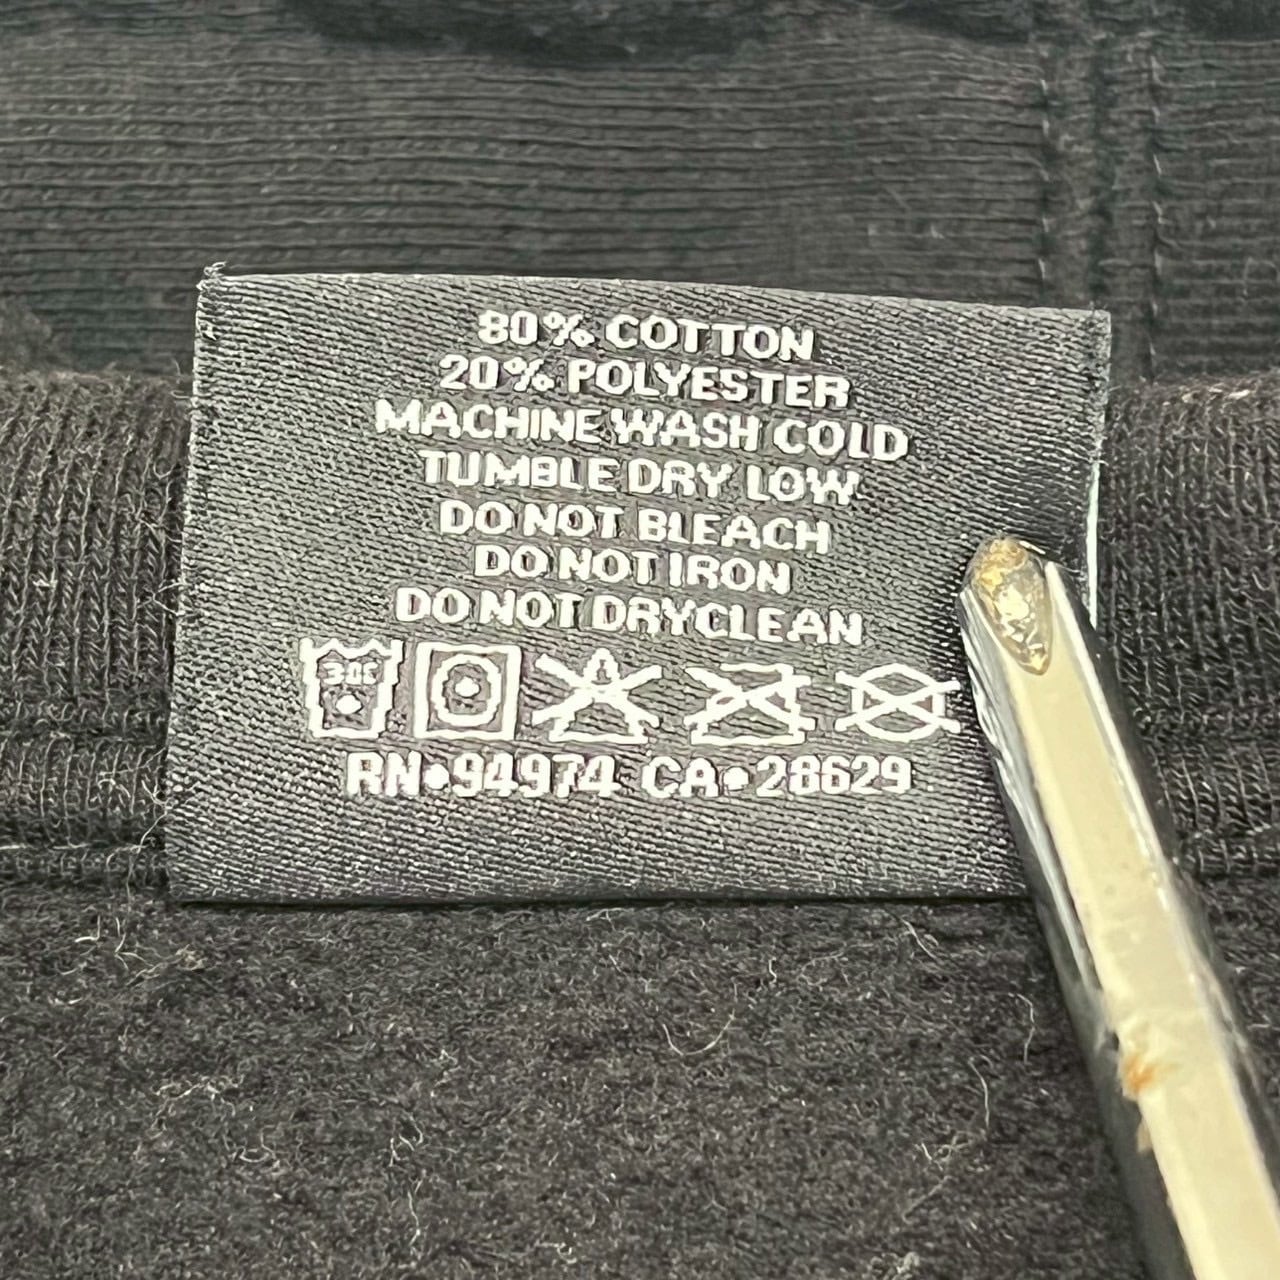 80% COTTON
20% POLYESTER
MACHINE WASH COLD
TUMBLE DRY LOW
DO NOT BLEACH
DO NOT IRON
DO NOT DRYCLEAN
30C
RN•94974 CA•28629